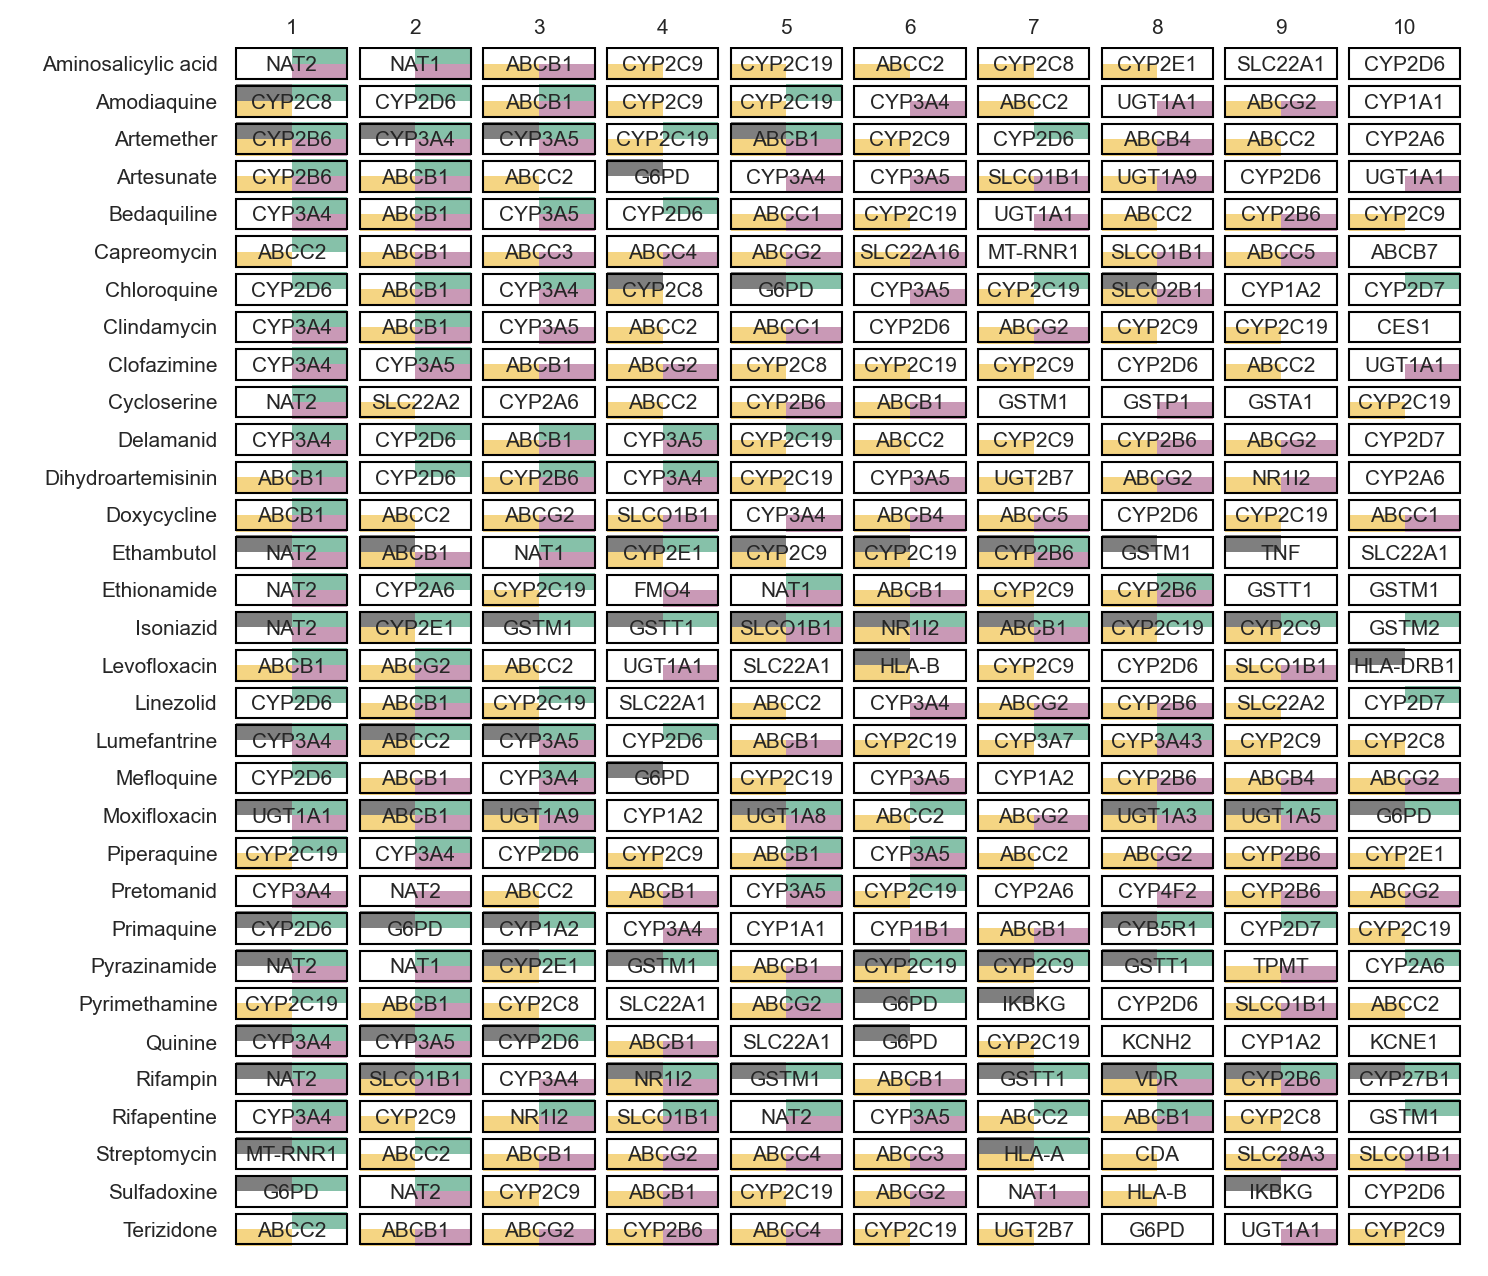 1 2 3 4 5 6 7 8 9 10
Aminosalicylic acid NAT2 NAT1 ABCB1 CYP2C9 CYP2C19 ABCC2 CYP2C8 CYP2E1 SLC22A1 CYP2D6
Amodiaquine CYP2C8 CYP2D6 ABCB1 CYP2C9 CYP2C19 CYP3A4 ABCC2 UGT1A1 ABCG2 CYP1A1
Artemether CYP2B6 CYP3A4 CYP3A5 CYP2C19 ABCB1 CYP2C9 CYP2D6 ABCB4 ABCC2 CYP2A6
Artesunate CYP2B6 ABCB1 ABCC2 G6PD CYP3A4 CYP3A5 SLCO1B1 UGT1A9 CYP2D6 UGT1A1
Bedaquiline CYP3A4 ABCB1 CYP3A5 CYP2D6 ABCC1 CYP2C19 UGT1A1 ABCC2 CYP2B6 CYP2C9
Capreomycin ABCC2 ABCB1 ABCC3 ABCC4 ABCG2 SLC22A16 MT-RNR1 SLCO1B1 ABCC5 ABCB7
Chloroquine CYP2D6 ABCB1 CYP3A4 CYP2C8 G6PD CYP3A5 CYP2C19 SLCO2B1 CYP1A2 CYP2D7
Clindamycin CYP3A4 ABCB1 CYP3A5 ABCC2 ABCC1 CYP2D6 ABCG2 CYP2C9 CYP2C19 CES1
Clofazimine CYP3A4 CYP3A5 ABCB1 ABCG2 CYP2C8 CYP2C19 CYP2C9 CYP2D6 ABCC2 UGT1A1
Cycloserine NAT2 SLC22A2 CYP2A6 ABCC2 CYP2B6 ABCB1 GSTM1 GSTP1 GSTA1 CYP2C19
Delamanid CYP3A4 CYP2D6 ABCB1 CYP3A5 CYP2C19 ABCC2 CYP2C9 CYP2B6 ABCG2 CYP2D7
Dihydroartemisinin ABCB1 CYP2D6 CYP2B6 CYP3A4 CYP2C19 CYP3A5 UGT2B7 ABCG2 NR1I2 CYP2A6
Doxycycline ABCB1 ABCC2 ABCG2 SLCO1B1 CYP3A4 ABCB4 ABCC5 CYP2D6 CYP2C19 ABCC1
Ethambutol NAT2 ABCB1 NAT1 CYP2E1 CYP2C9 CYP2C19 CYP2B6 GSTM1 TNF SLC22A1
Ethionamide NAT2 CYP2A6 CYP2C19 FMO4 NAT1 ABCB1 CYP2C9 CYP2B6 GSTT1 GSTM1
Isoniazid NAT2 CYP2E1 GSTM1 GSTT1 SLCO1B1 NR1I2 ABCB1 CYP2C19 CYP2C9 GSTM2
Levofloxacin ABCB1 ABCG2 ABCC2 UGT1A1 SLC22A1 HLA-B CYP2C9 CYP2D6 SLCO1B1 HLA-DRB1
Linezolid CYP2D6 ABCB1 CYP2C19 SLC22A1 ABCC2 CYP3A4 ABCG2 CYP2B6 SLC22A2 CYP2D7
Lumefantrine CYP3A4 ABCC2 CYP3A5 CYP2D6 ABCB1 CYP2C19 CYP3A7 CYP3A43 CYP2C9 CYP2C8
Mefloquine CYP2D6 ABCB1 CYP3A4 G6PD CYP2C19 CYP3A5 CYP1A2 CYP2B6 ABCB4 ABCG2
Moxifloxacin UGT1A1 ABCB1 UGT1A9 CYP1A2 UGT1A8 ABCC2 ABCG2 UGT1A3 UGT1A5 G6PD
Piperaquine CYP2C19 CYP3A4 CYP2D6 CYP2C9 ABCB1 CYP3A5 ABCC2 ABCG2 CYP2B6 CYP2E1
Pretomanid CYP3A4 NAT2 ABCC2 ABCB1 CYP3A5 CYP2C19 CYP2A6 CYP4F2 CYP2B6 ABCG2
Primaquine CYP2D6 G6PD CYP1A2 CYP3A4 CYP1A1 CYP1B1 ABCB1 CYB5R1 CYP2D7 CYP2C19
Pyrazinamide NAT2 NAT1 CYP2E1 GSTM1 ABCB1 CYP2C19 CYP2C9 GSTT1 TPMT CYP2A6
Pyrimethamine CYP2C19 ABCB1 CYP2C8 SLC22A1 ABCG2 G6PD IKBKG CYP2D6 SLCO1B1 ABCC2
Quinine CYP3A4 CYP3A5 CYP2D6 ABCB1 SLC22A1 G6PD CYP2C19 KCNH2 CYP1A2 KCNE1
Rifampin NAT2 SLCO1B1 CYP3A4 NR1I2 GSTM1 ABCB1 GSTT1 VDR CYP2B6 CYP27B1
Rifapentine CYP3A4 CYP2C9 NR1I2 SLCO1B1 NAT2 CYP3A5 ABCC2 ABCB1 CYP2C8 GSTM1
Streptomycin MT-RNR1 ABCC2 ABCB1 ABCG2 ABCC4 ABCC3 HLA-A CDA SLC28A3 SLCO1B1
Sulfadoxine G6PD NAT2 CYP2C9 ABCB1 CYP2C19 ABCG2 NAT1 HLA-B IKBKG CYP2D6
Terizidone ABCC2 ABCB1 ABCG2 CYP2B6 ABCC4 CYP2C19 UGT2B7 G6PD UGT1A1 CYP2C9